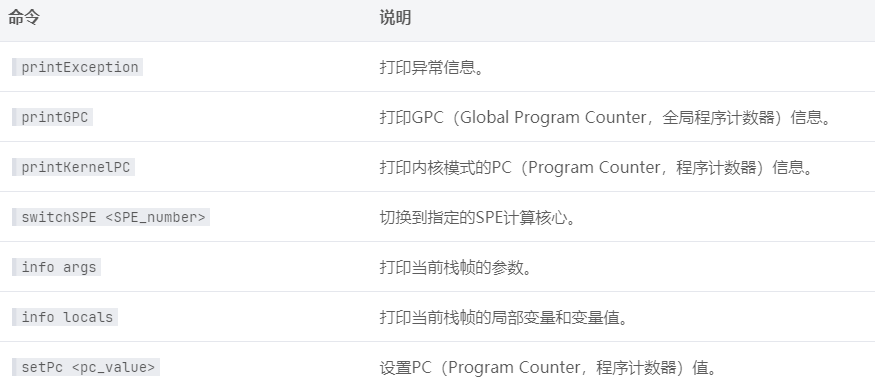 命令 说明
printException 打印异常信息。
printGPC 打印GPC（Global Program Counter，全局程序计数器）信息。
printKernelPC 打印内核模式的PC（Program Counter，程序计数器）信息。
switchSPE <SPE_number> 切换到指定的SPE计算核心。
info args 打印当前栈帧的参数。
info locals 打印当前栈帧的局部变量和变量值。
setPc <pc_value> 设置PC（Program Counter，程序计数器）值。